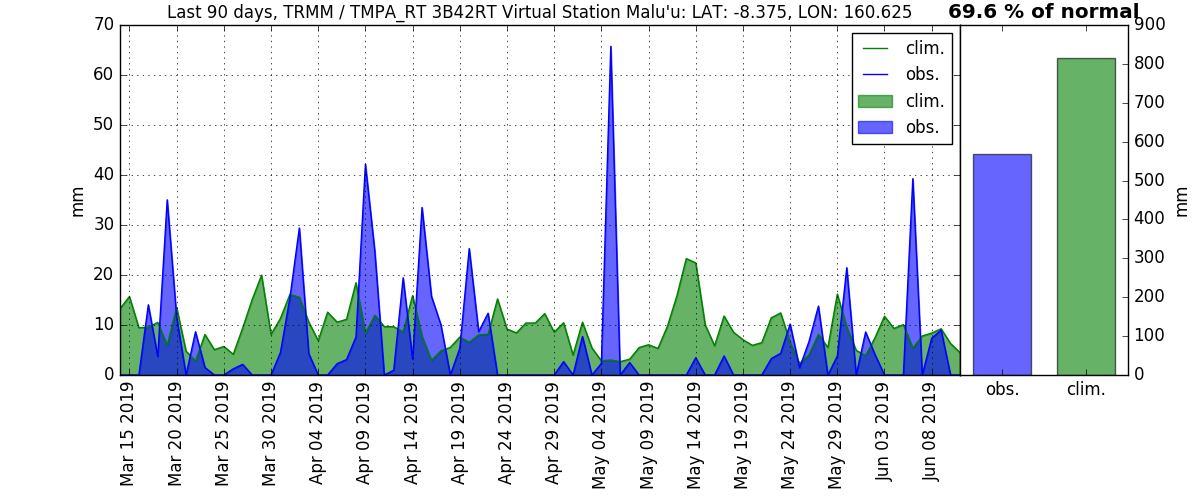 Last 90 days, TRMM / TMPA_RT 3B42RT Virtual Station Malu'u: LAT: -8.375, LON: 160.625
69.6 % of normal
70
60
50
40
30
20
10
0
mm
clim.
obs.
clim.
obs.
900
800
700
600
500
400
300
200
100
0
mm
Mar 15 2019
Mar 20 2019
Mar 25 2019
Mar 30 2019
Apr 04 2019
Apr 09 2019
Apr 14 2019
Apr 19 2019
Apr 24 2019
Apr 29 2019
May 04 2019
May 09 2019
May 14 2019
May 19 2019
May 24 2019
May 29 2019
Jun 03 2019
Jun 08 2019
obs.
clim.